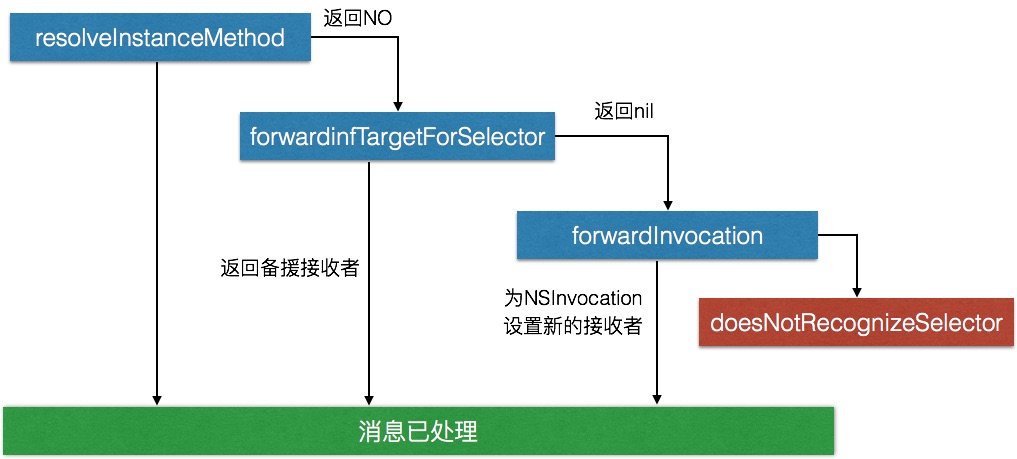 resolveInstanceMethod
返回NO
forwardinfTargetForSelector
返回nil
forwardInvocation
返回备援接收者
为NSInvocation
设置新的接收者
doesNotRecognizeSelector
消息已处理